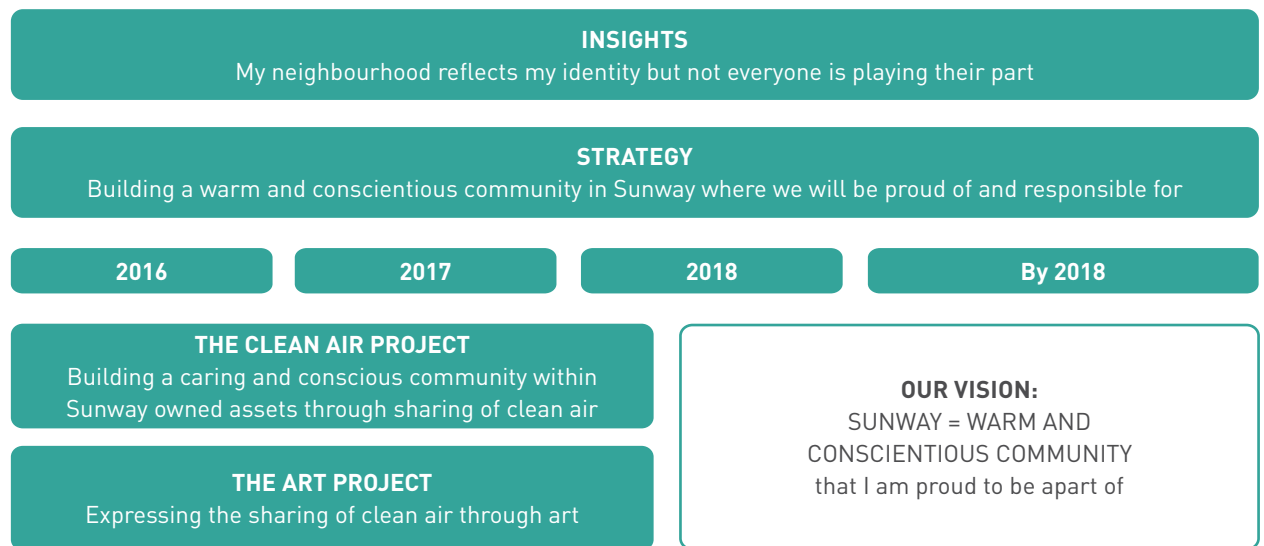 INSIGHTS
My neighbourhood reflects my identity but not everyone is playing their part
STRATEGY
Building a warm and conscientious community in Sunway where we will be proud of and responsible for
2016
2017
2018
By 2018
THE CLEAN AIR PROJECT
Building a caring and conscious community within
Sunway owned assets through sharing of clean air
THE ART PROJECT
Expressing the sharing of clean air through art
OUR VISION:
SUNWAY = WARM AND
CONSCIENTIOUS COMMUNITY
that I am proud to be apart of